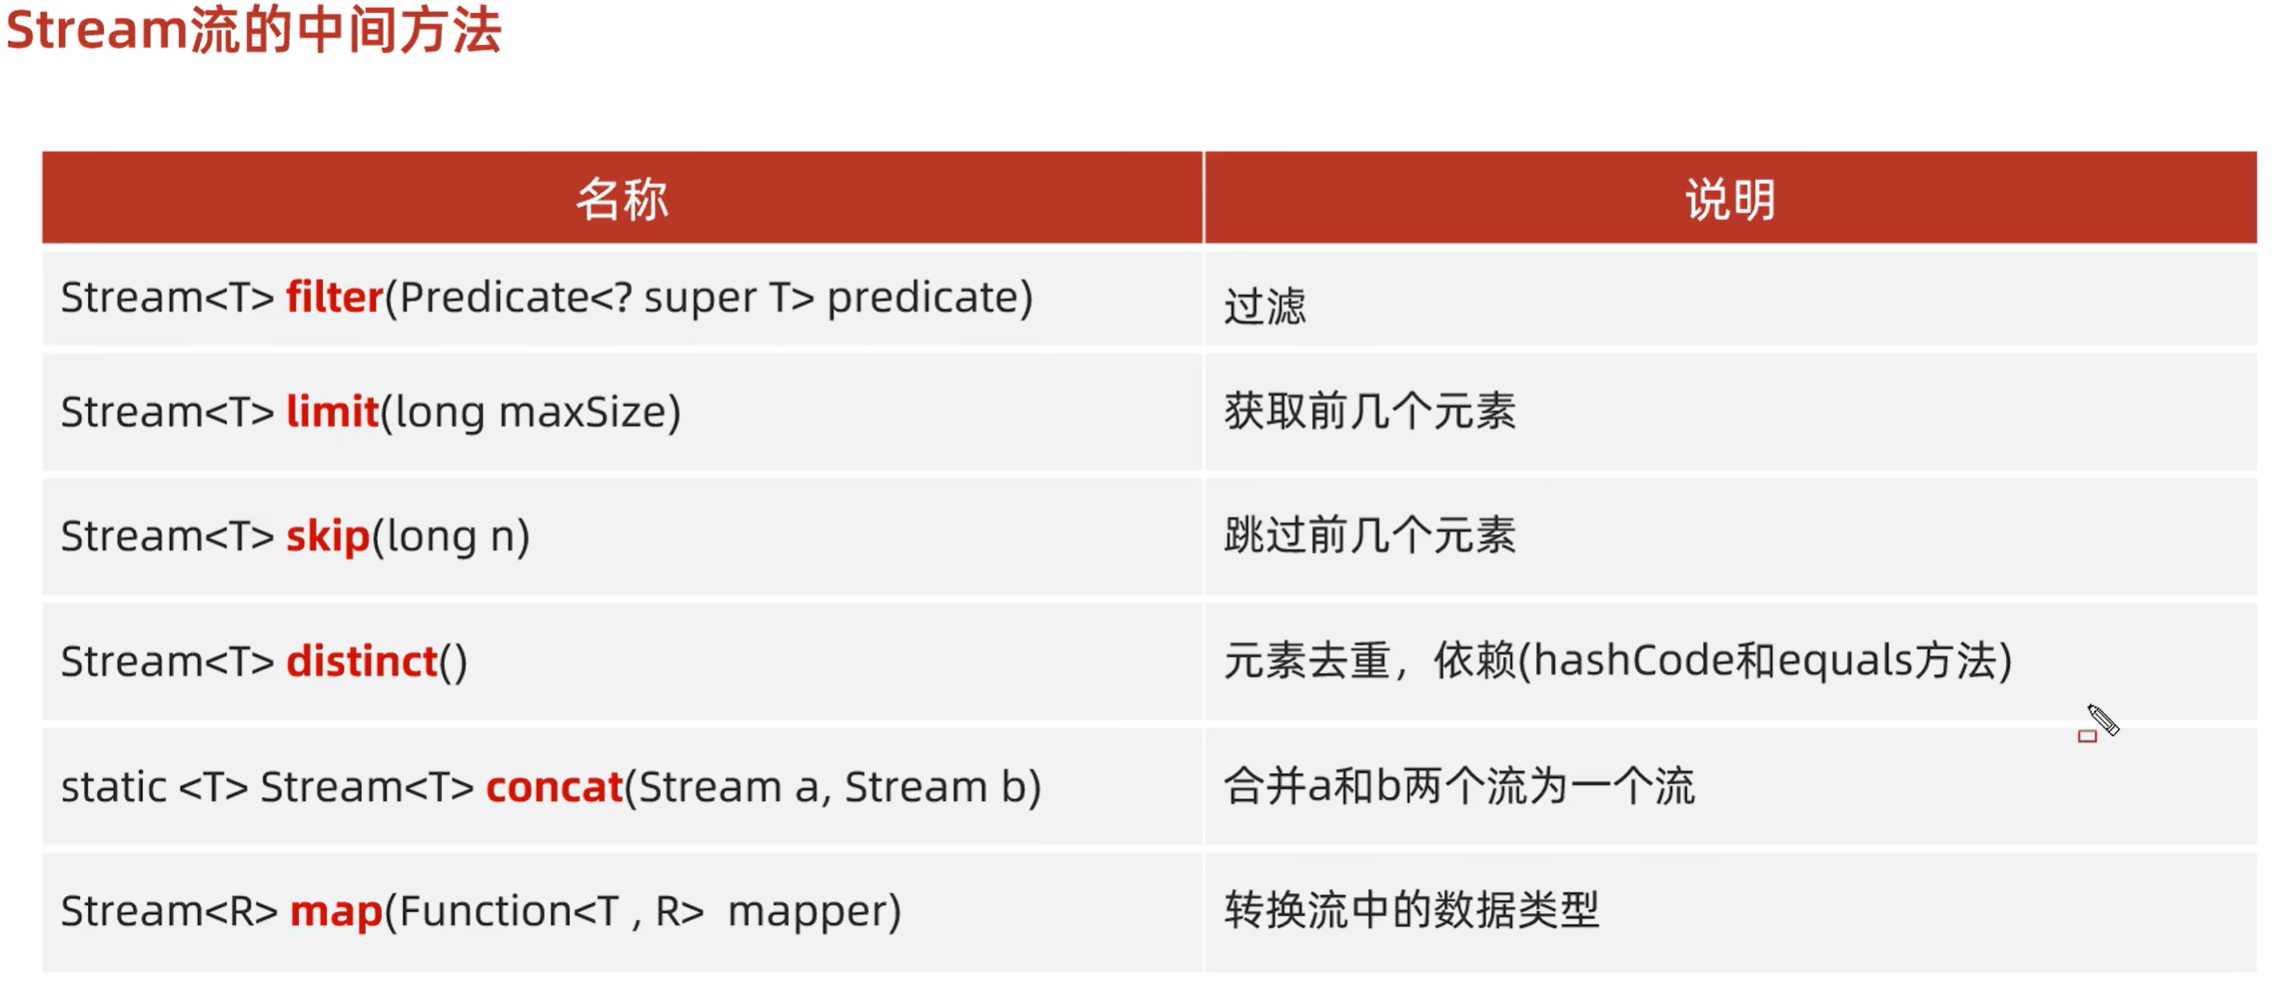 Stream流的中间方法
名称 说明
Stream<T> filter(Predicate<? super T> predicate) 过滤
Stream<T> limit(long maxSize) 获取前几个元素
Stream<T> skip(long n) 跳过前几个元素
Stream<T> distinct() 元素去重，依赖(hashCode和equals方法)
static <T> Stream<T> concat(Stream a, Stream b) 合并a和b两个流为一个流
Stream<R> map(Function<T , R>  mapper) 转换流中的数据类型